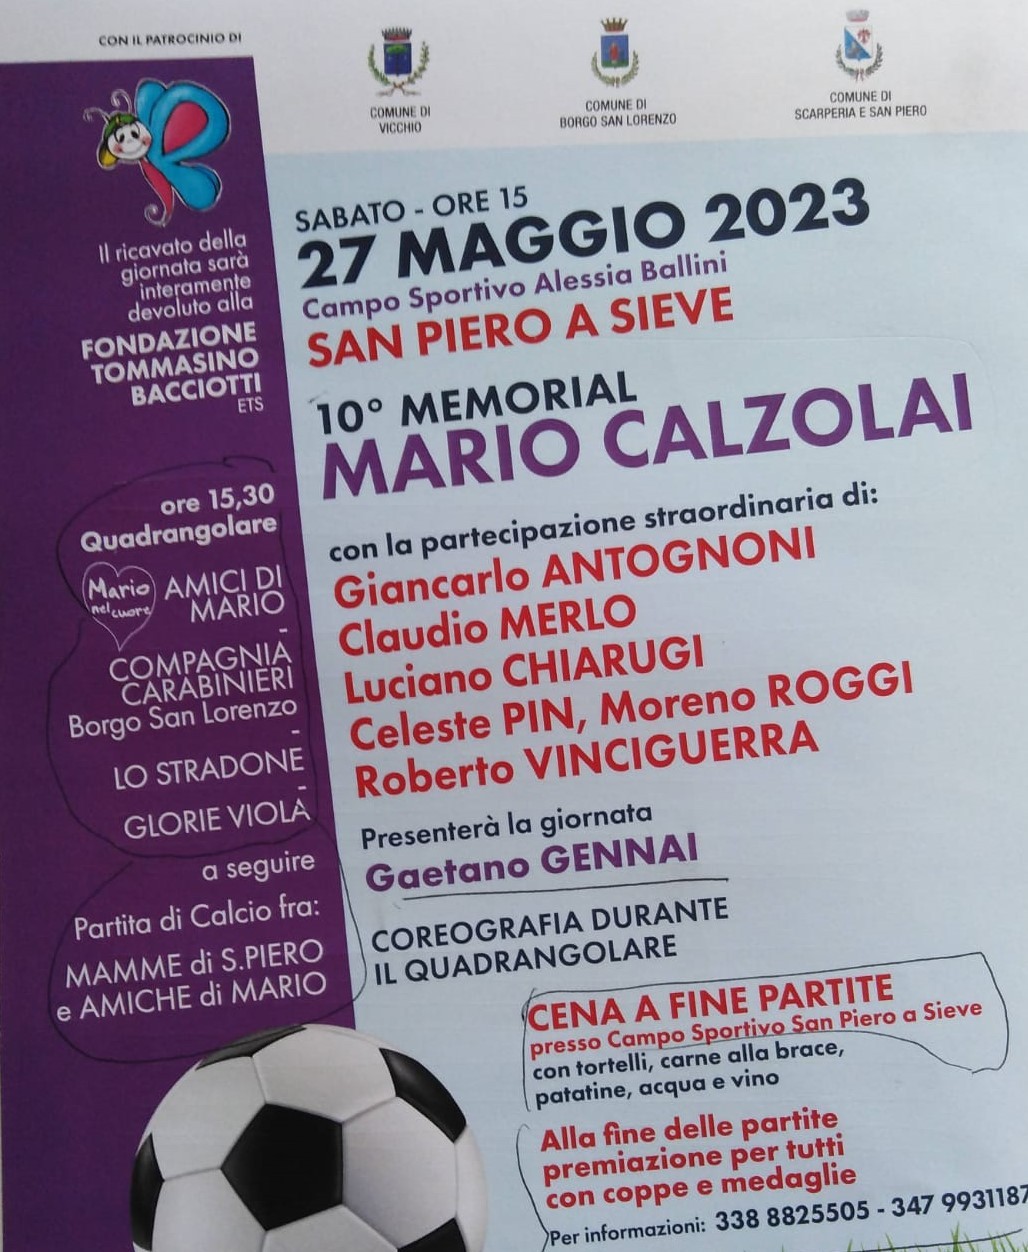 CON IL PATROCINIO DI
COMUNE DI
VICCHIO
COMUNE DI
BORGO SAN LORENZO
COMUNE DI
SCARPERIA E SAN PIERO
Il ricavato della
giornata sarà
interamente
devoluto alla
FONDAZIONE
TOMMASINO
BACCIOTTI
ETS
ore 15,30
Quadrangolare
Mario
nel cuore
AMICI DI
MARIO
-
COMPAGNIA
CARABINIERI
Borgo San Lorenzo
-
LO STRADONE
-
GLORIE VIOLA
a seguire
Partita di Calcio fra:
MAMME di S.PIERO
e AMICHE di MARIO
SABATO - ORE 15
27 MAGGIO 2023
Campo Sportivo Alessia Ballini
SAN PIERO A SIEVE
10° MEMORIAL
MARIO CALZOLAI
con la partecipazione straordinaria di:
Giancarlo ANTOGNONI
Claudio MERLO
Luciano CHIARUGI
Celeste PIN, Moreno ROGGI
Roberto VINCIGUERRA
Presenterà la giornata
Gaetano GENNAI
COREOGRAFIA DURANTE
IL QUADRANGOLARE
CENA A FINE PARTITE
presso Campo Sportivo San Piero a Sieve
con tortelli, carne alla brace,
patatine, acqua e vino
Alla fine delle partite
premiazione per tutti
con coppe e medaglie
Per informazioni: 338 8825505 - 347 9931187